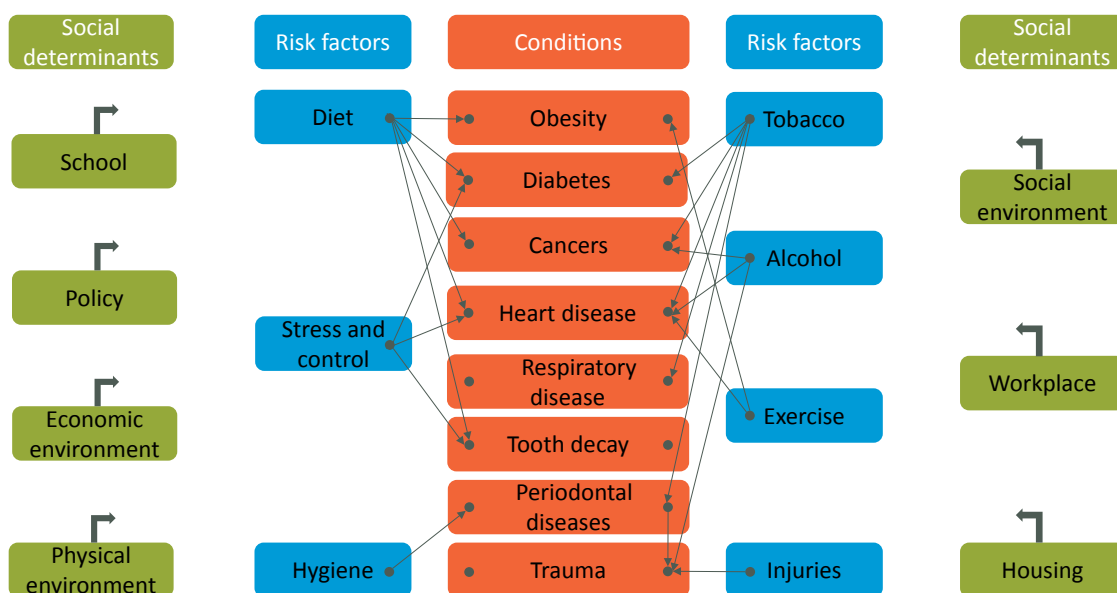 Social
determinants
Risk factors
Conditions
Risk factors
Social
determinants
Diet
Obesity
Tobacco
School
Diabetes
Social
environment
Cancers
Alcohol
Policy
Heart disease
Stress and
control
Respiratory
disease
Workplace
Economic
environment
Exercise
Tooth decay
Periodontal
diseases
Physical
environment
Hygiene
Trauma
Injuries
Housing